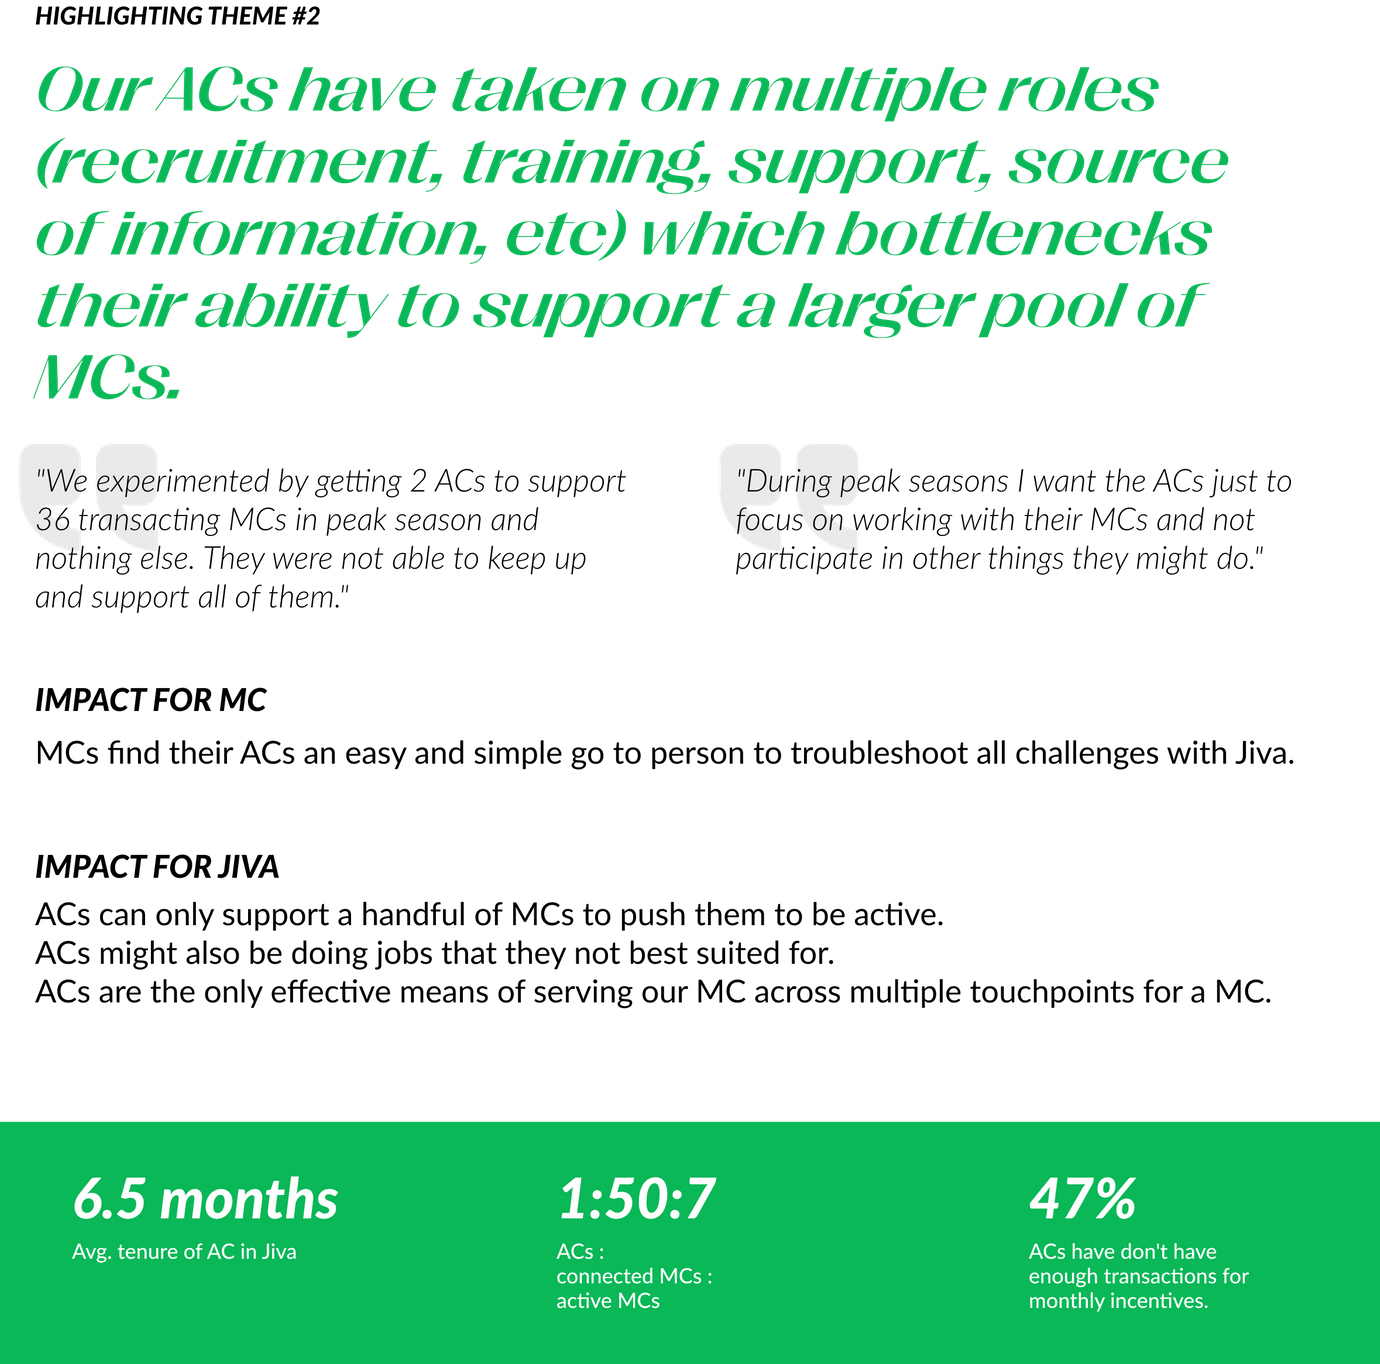 HIGHLIGHTING THEME #2
Our ACs have taken on multiple roles
(recruitment, training, support, source
of information, etc) which bottlenecks
their ability to support a larger pool of
MCs.
"We experimented by getting 2 ACs to support
36 transacting MCs in peak season and
nothing else. They were not able to keep up
and support all of them."
"During peak seasons I want the ACs just to
focus on working with their MCs and not
participate in other things they might do."
IMPACT FOR MC
MCs find their ACs an easy and simple go to person to troubleshoot all challenges with Jiva.
IMPACT FOR JIVA
ACs can only support a handful of MCs to push them to be active.
ACs might also be doing jobs that they not best suited for.
ACs are the only effective means of serving our MC across multiple touchpoints for a MC.
6.5 months
Avg. tenure of AC in Jiva
1:50:7
ACs :
connected MCs :
active MCs
47%
ACs have don't have
enough transactions for
monthly incentives.